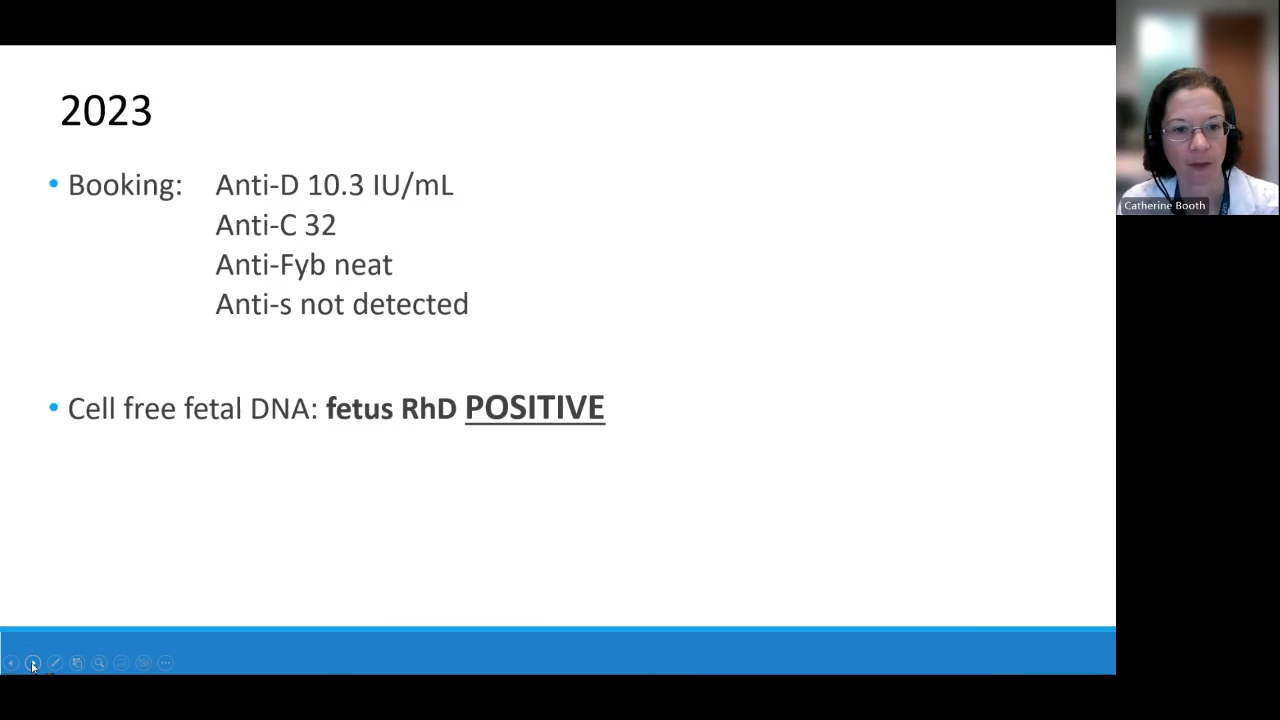 2023
• Booking: Anti-D 10.3 IU/mL
Anti-C 32
Anti-Fyb neat
Anti-s not detected
• Cell free fetal DNA: fetus RhD POSITIVE
Catherine Booth